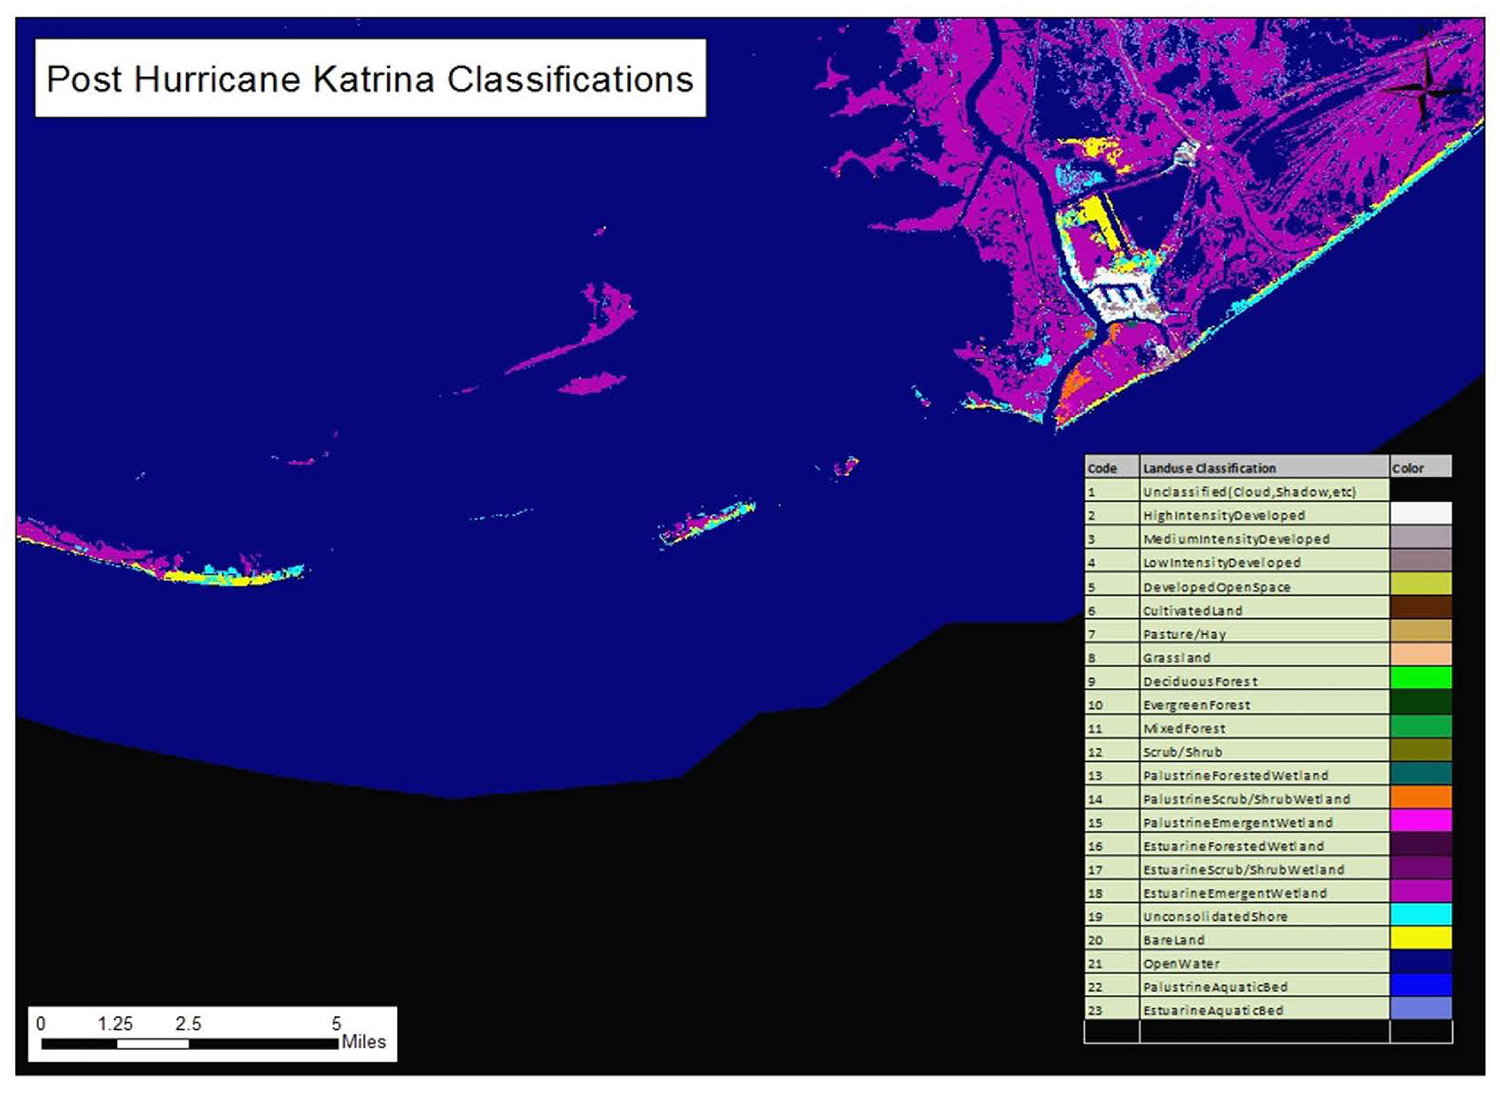 Post Hurricane Katrina Classifications
Code Landuse Classification Color
1 Unclassified(Cloud,Shadow,etc)
2 HighIntensityDeveloped
3 MediumIntensityDeveloped
4 LowIntensityDeveloped
5 DevelopedOpenSpace
6 CultivatedLand
7 Pasture/Hay
8 Grassland
9 DeciduousForest
10 EvergreenForest
11 MixedForest
12 Scrub/Shrub
13 PalustrineForestedWetland
14 PalustrineScrub/ShrubWetland
15 PalustrineEmergentWetland
16 EstuarineForestedWetland
17 EstuarineScrub/ShrubWetland
18 EstuarineEmergentWetland
19 UnconsolidatedShore
20 BareLand
21 OpenWater
22 PalustrineAquaticBed
23 EstuarineAquaticBed
0 1.25 2.5 5
Miles